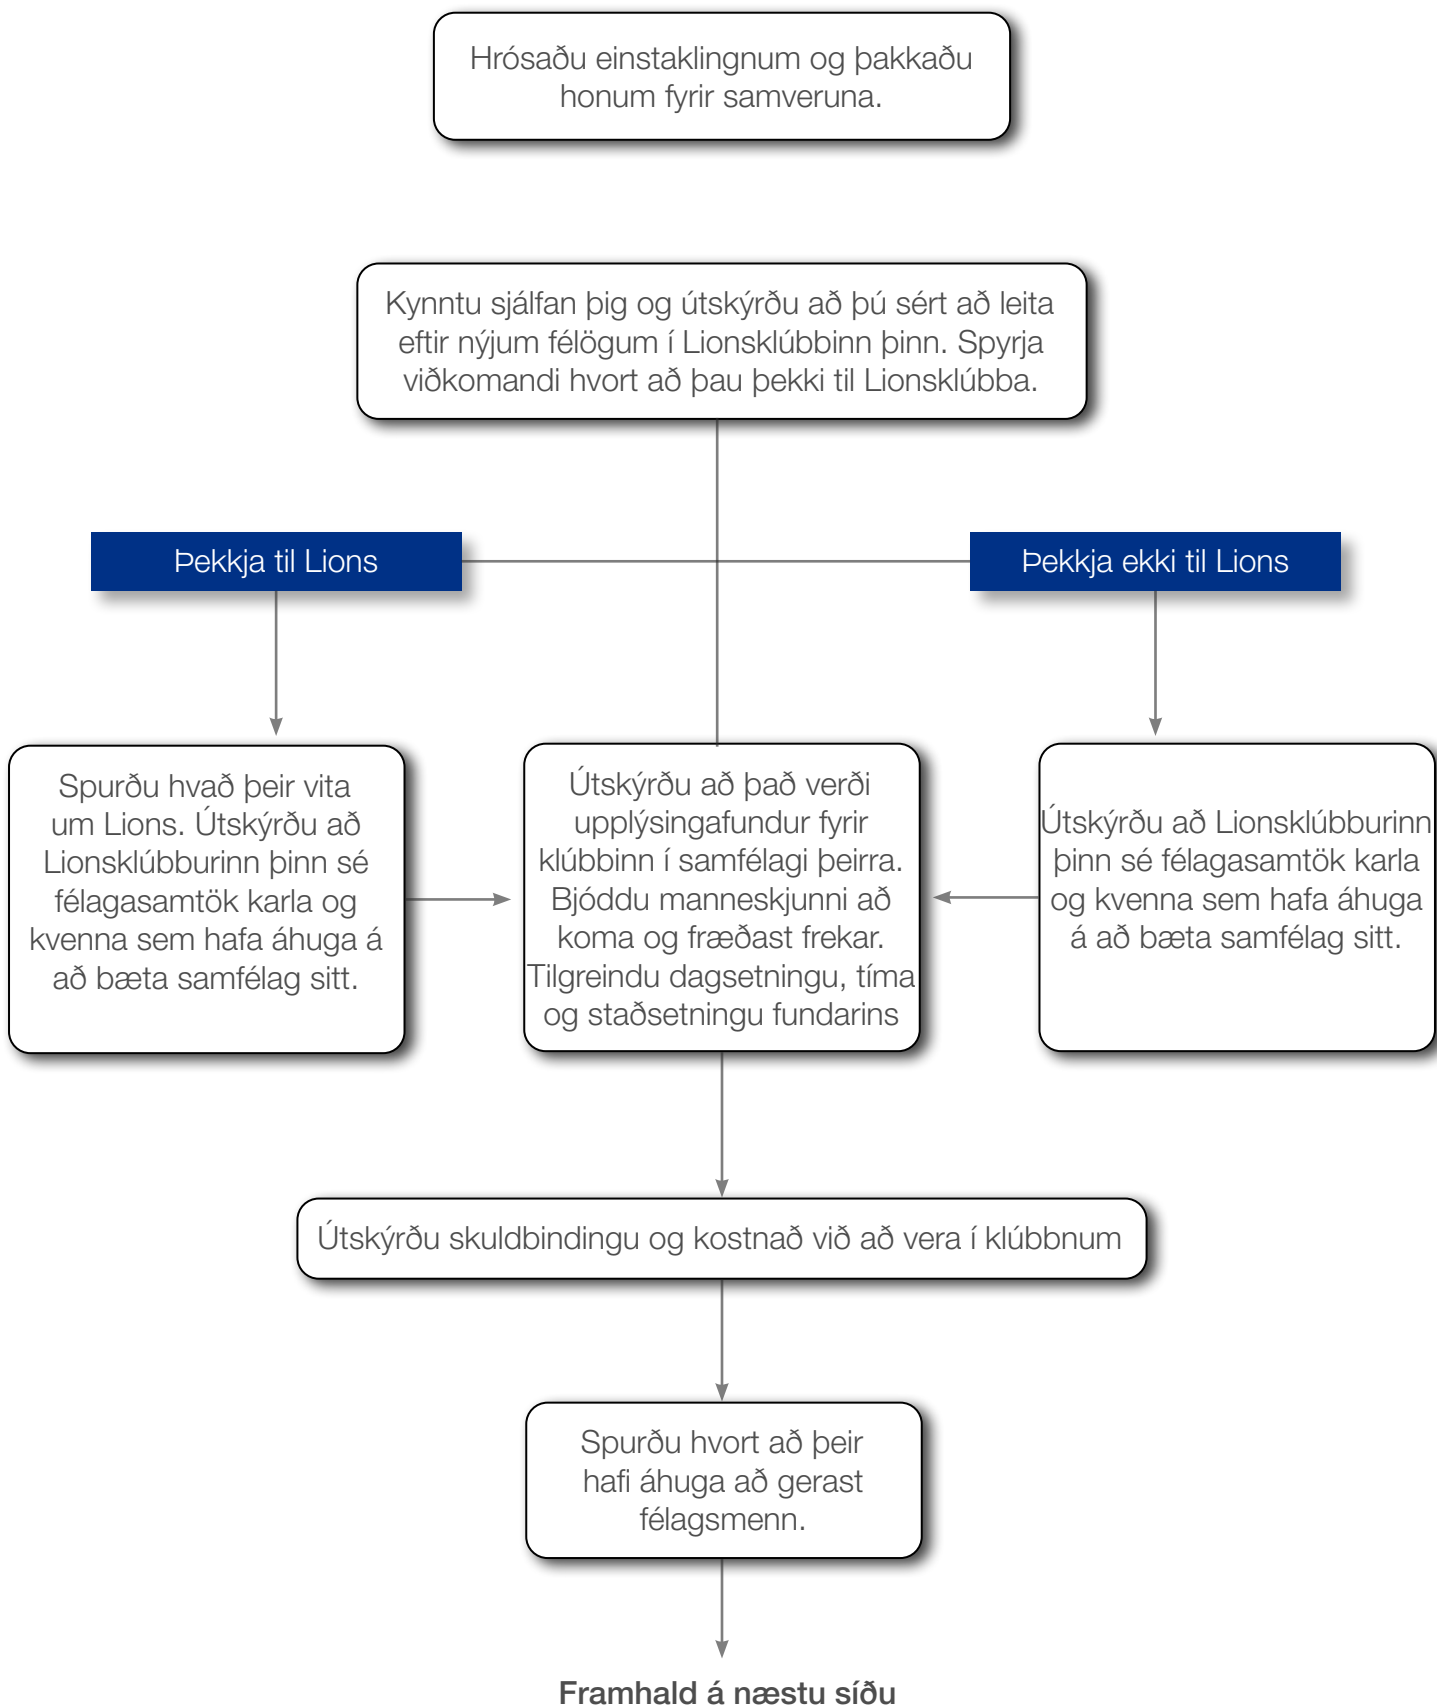 Hrósaðu einstaklingnum og þakkaðu
honum fyrir samveruna.
Kynntu sjálfan þig og útskýrðu að þú sért að leita
eftir nýjum félögum í Lionsklúbbinn þinn. Spyrja
viðkomandi hvort að þau þekki til Lionsklúbba.
Þekkja til Lions
Þekkja ekki til Lions
Spurðu hvað þeir vita
um Lions. Útskýrðu að
Lionsklúbburinn þinn sé
félagasamtök karla og
kvenna sem hafa áhuga á
að bæta samfélag sitt.
Útskýrðu að það verði
upplýsingafundur fyrir
klúbbinn í samfélagi þeirra.
Bjóddu manneskjunni að
koma og fræðast frekar.
Tilgreindu dagsetningu, tíma
og staðsetningu fundarins
Útskýrðu að Lionsklúbburinn
þinn sé félagasamtök karla
og kvenna sem hafa áhuga
á að bæta samfélag sitt.
Útskýrðu skuldbindingu og kostnað við að vera í klúbbnum
Spurðu hvort að þeir
hafi áhuga að gerast
félagsmenn.
Framhald á næstu síðu